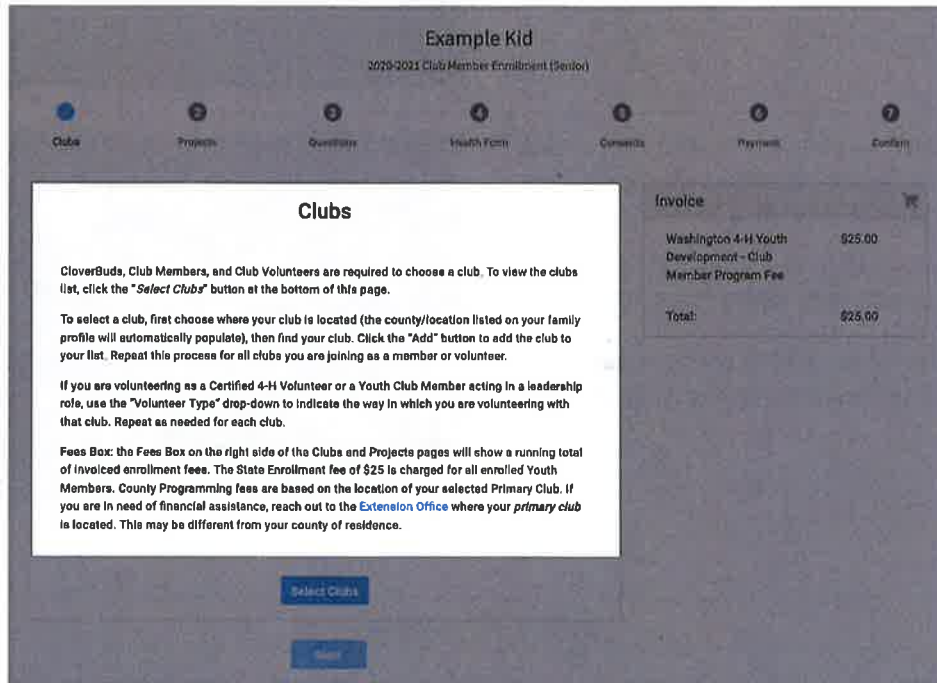 Example Kid
2020-2021 Club Member Enrollment (Senior)
2 3 4 5 6 7
Clubs Projects Questions Health Form Consents Payment Confirm
Clubs
CloverBuds, Club Members, and Club Volunteers are required to choose a club. To view the clubs
list, click the "Select Clubs" button at the bottom of this page.
To select a club, first choose where your club is located (the county/location listed on your family
profile will automatically populate), then find your club. Click the "Add" button to add the club to
your list. Repeat this process for all clubs you are joining as a member or volunteer.
If you are volunteering as a Certified 4-H Volunteer or a Youth Club Member acting in a leadership
role, use the "Volunteer Type" drop-down to indicate the way in which you are volunteering with
that club. Repeat as needed for each club.
Fees Box: the Fees Box on the right side of the Clubs and Projects pages will show a running total
of invoiced enrollment fees. The State Enrollment fee of $25 is charged for all enrolled Youth
Members. County Programming fees are based on the location of your selected Primary Club. If
you are in need of financial assistance, reach out to the Extension Office where your primary club
is located. This may be different from your county of residence.
Select Clubs
Invoice
Washington 4-H Youth $25.00
Development - Club
Member Program Fee
Total: $25.00